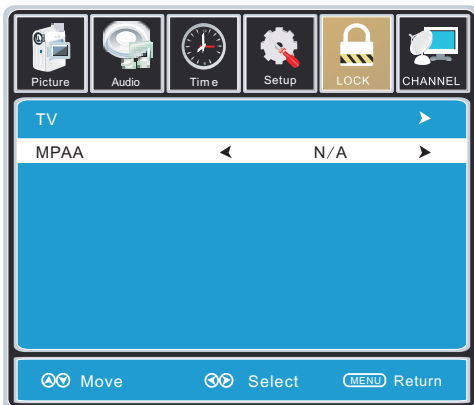 Picture Audio Time Setup LOCK CHANNEL
TV
MPAA N/A
Move Select MENU Return